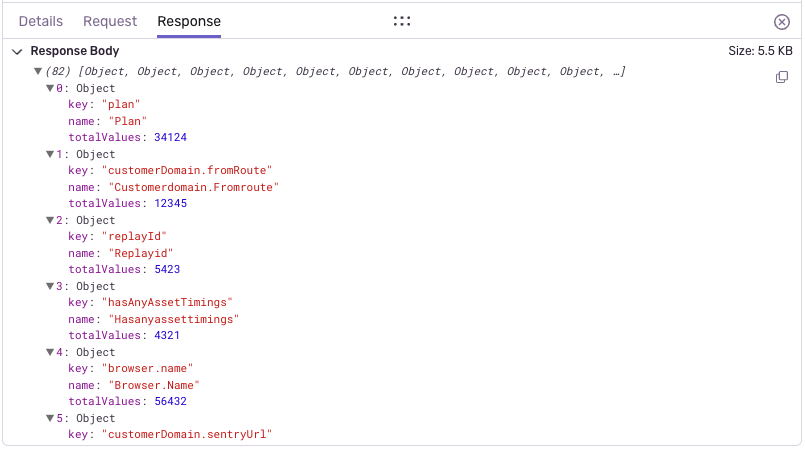 Details Request Response
Response Body Size: 5.5 KB
(82) [Object, Object, Object, Object, Object, Object, Object, Object, Object, Object, …]
0: Object
key: "plan"
name: "Plan"
totalValues: 34124
1: Object
key: "customerDomain.fromRoute"
name: "Customerdomain.Fromroute"
totalValues: 12345
2: Object
key: "replayId"
name: "Replayid"
totalValues: 5423
3: Object
key: "hasAnyAssetTimings"
name: "Hasanyassettimings"
totalValues: 4321
4: Object
key: "browser.name"
name: "Browser.Name"
totalValues: 56432
5: Object
key: "customerDomain.sentryUrl"